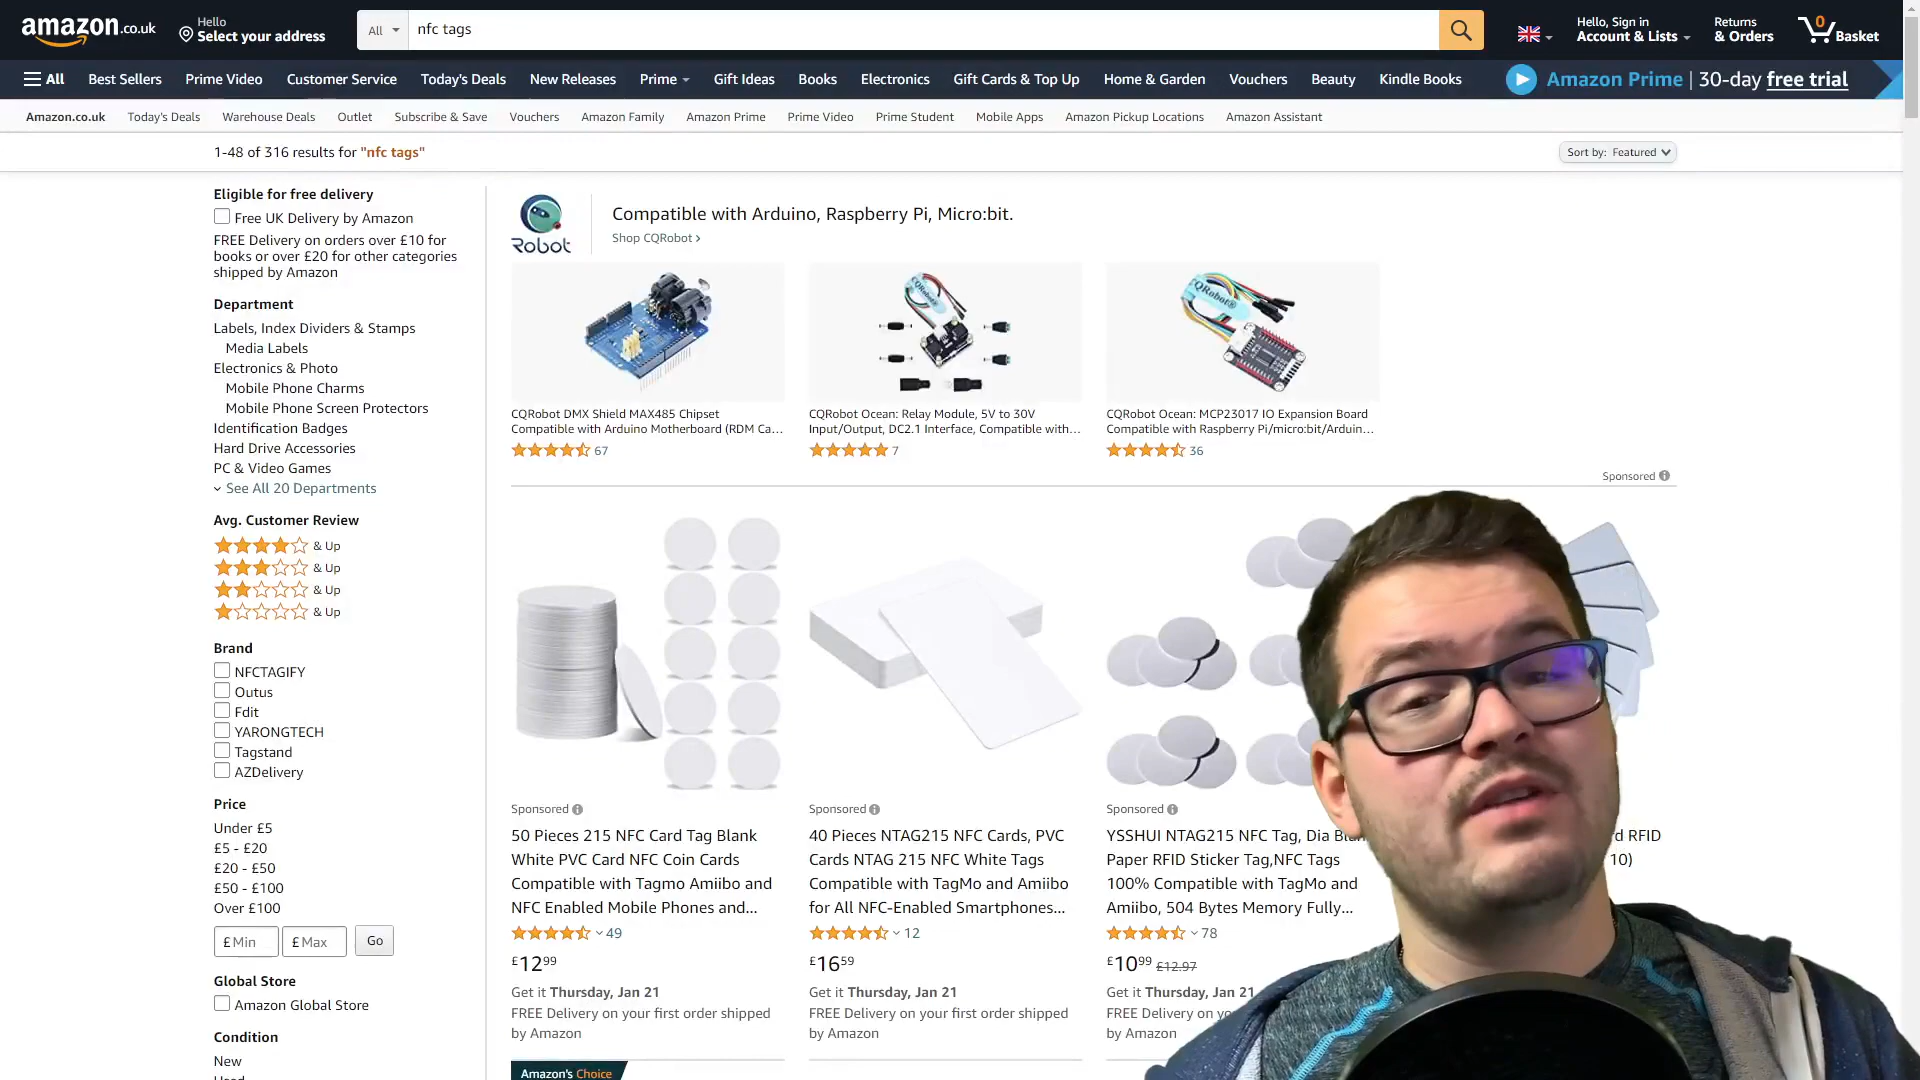 amazon.co.uk
Hello
Select your address
All
nfc tags
Hello, Sign in
Account & Lists
Returns
& Orders
0
Basket
All
Best Sellers
Prime Video
Customer Service
Today's Deals
New Releases
Prime
Gift Ideas
Books
Electronics
Gift Cards & Top Up
Home & Garden
Vouchers
Beauty
Kindle Books
Amazon Prime | 30-day free trial
Amazon.co.uk
Today's Deals
Warehouse Deals
Outlet
Subscribe & Save
Vouchers
Amazon Family
Amazon Prime
Prime Video
Prime Student
Mobile Apps
Amazon Pickup Locations
Amazon Assistant
1-48 of 316 results for "nfc tags"
Sort by: Featured
Eligible for free delivery
Free UK Delivery by Amazon
FREE Delivery on orders over £10 for
books or over £20 for other categories
shipped by Amazon
Department
Labels, Index Dividers & Stamps
Media Labels
Electronics & Photo
Mobile Phone Charms
Mobile Phone Screen Protectors
Identification Badges
Hard Drive Accessories
PC & Video Games
See All 20 Departments
Avg. Customer Review
& Up
& Up
& Up
& Up
Brand
NFCTAGIFY
Outus
Fdit
YARONGTECH
Tagstand
AZDelivery
Price
Under £5
£5 - £20
£20 - £50
£50 - £100
Over £100
£ Min
£ Max
Go
Global Store
Amazon Global Store
Condition
New
Robot
Compatible with Arduino, Raspberry Pi, Micro:bit.
Shop CQRobot ›
CQRobot
CQRobot
CQRobot DMX Shield MAX485 Chipset
Compatible with Arduino Motherboard (RDM Ca...
67
CQRobot Ocean: Relay Module, 5V to 30V
Input/Output, DC2.1 Interface, Compatible with...
7
CQRobot Ocean: MCP23017 IO Expansion Board
Compatible with Raspberry Pi/micro:bit/Arduin...
36
Sponsored
Sponsored
50 Pieces 215 NFC Card Tag Blank
White PVC Card NFC Coin Cards
Compatible with Tagmo Amiibo and
NFC Enabled Mobile Phones and...
49
£12.99
Get it Thursday, Jan 21
FREE Delivery on your first order shipped
by Amazon
Amazon's Choice
Sponsored
40 Pieces NTAG215 NFC Cards, PVC
Cards NTAG 215 NFC White Tags
Compatible with TagMo and Amiibo
for All NFC-Enabled Smartphones...
12
£16.59
Get it Thursday, Jan 21
FREE Delivery on your first order shipped
by Amazon
Sponsored
YSSHUI NTAG215 NFC Tag, Dia
Paper RFID Sticker Tag,NFC Tags
100% Compatible with TagMo and
Amiibo, 504 Bytes Memory Fully...
78
£10.99 £12.97
Get it Thursday, Jan 21
FREE Delivery on
by Amazon
RFID
10)